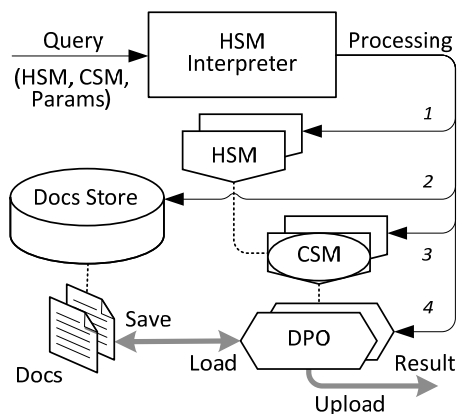 Query
HSM
Interpreter
Processing
(HSM, CSM,
Params)
1
HSM
2
Docs Store
CSM
3
4
Save
DPO
Load
Result
Docs
Upload